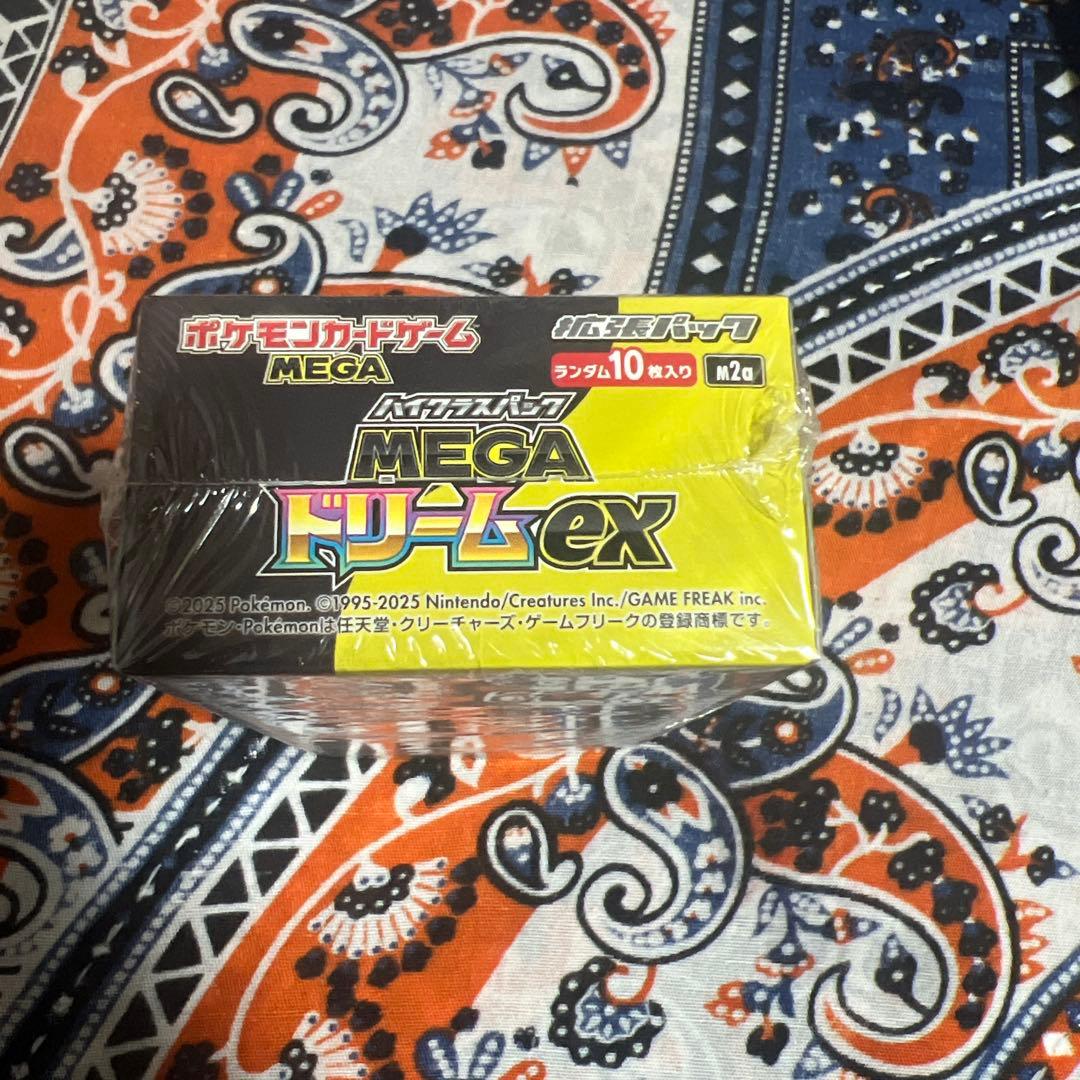 ポケモンカードゲーム
MEGA
拡張パック
ランダム10枚入り M2a
ハイクラスパック
MEGA
ドリームex
©2025 Pokémon. ©1995-2025 Nintendo/Creatures Inc./GAME FREAK inc.
ポケモン・Pokémonは任天堂・クリーチャーズ・ゲームフリークの登録商標です。